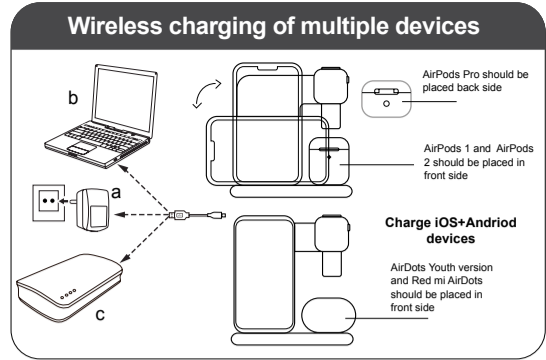 Wireless charging of multiple devices
b
a
c
AirPods Pro should be
placed back side
AirPods 1 and AirPods
2 should be placed in
front side
Charge iOS+Andriod
devices
AirDots Youth version
and Red mi AirDots
should be placed in
front side